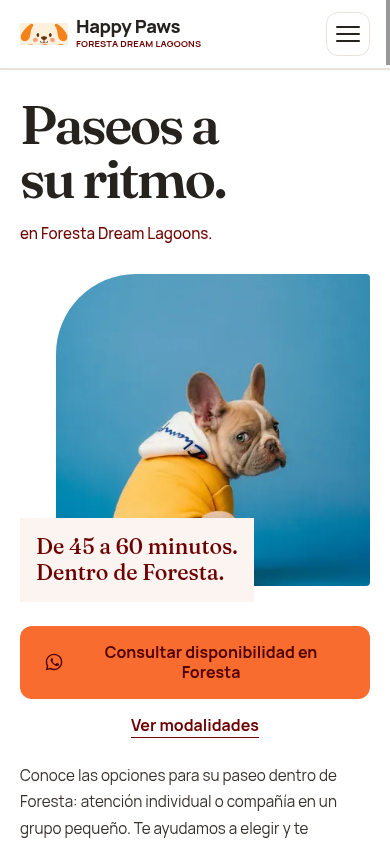 Happy Paws
FORESTA DREAM LAGOONS
Paseos a
su ritmo.
en Foresta Dream Lagoons.
Champion
De 45 a 60 minutos.
Dentro de Foresta.
Consultar disponibilidad en
Foresta
Ver modalidades
Conoce las opciones para su paseo dentro de
Foresta: atención individual o compañía en un
grupo pequeño. Te ayudamos a elegir y te